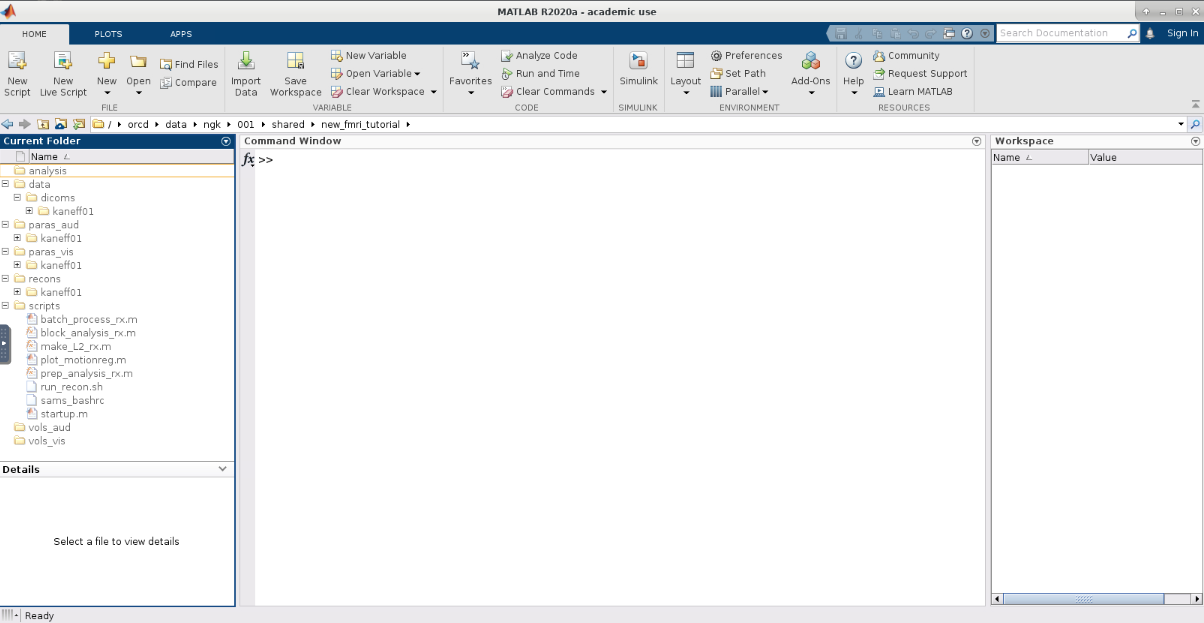 MATLAB R2020a - academic use
HOME PLOTS APPS
Search Documentation
Sign In
New Script
New Live Script
New
Open
Find Files
Compare
FILE
Import Data
Save Workspace
New Variable
Open Variable
Clear Workspace
VARIABLE
Favorites
Analyze Code
Run and Time
Clear Commands
CODE
Simulink
SIMULINK
Layout
Preferences
Set Path
Parallel
Add-Ons
ENVIRONMENT
Help
Community
Request Support
Learn MATLAB
RESOURCES
/ orcd data ngk 001 shared new_fmri_tutorial
Current Folder
Name
analysis
data
dicoms
kaneff01
paras_aud
kaneff01
paras_vis
kaneff01
recons
kaneff01
scripts
batch_process_rx.m
block_analysis_rx.m
make_L2_rx.m
plot_motionreg.m
prep_analysis_rx.m
run_recon.sh
sams_bashrc
startup.m
vols_aud
vols_vis
Details
Select a file to view details
Command Window
fx >>
Workspace
Name Value
Ready